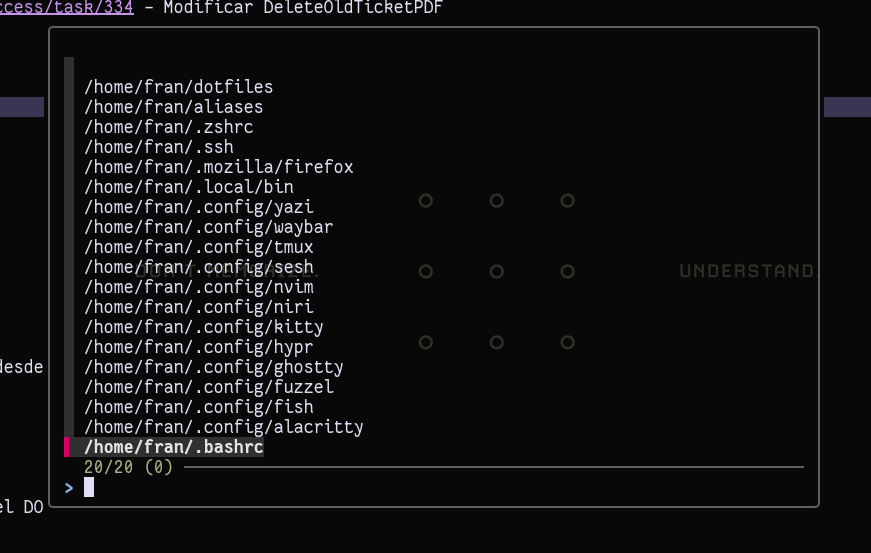 ccess/task/334 – Modificar DeleteOldTicketPDF
/home/fran/dotfiles
/home/fran/aliases
/home/fran/.zshrc
/home/fran/.ssh
/home/fran/.mozilla/firefox
/home/fran/.local/bin
/home/fran/.config/yazi
/home/fran/.config/waybar
/home/fran/.config/tmux
/home/fran/.config/sesh
DON'T MEMORIZE. UNDERSTAND.
/home/fran/.config/nvim
/home/fran/.config/niri
/home/fran/.config/kitty
/home/fran/.config/hypr
desde
/home/fran/.config/ghostty
/home/fran/.config/fuzzel
/home/fran/.config/fish
/home/fran/.config/alacritty
/home/fran/.bashrc
20/20 (0)
>
el DO